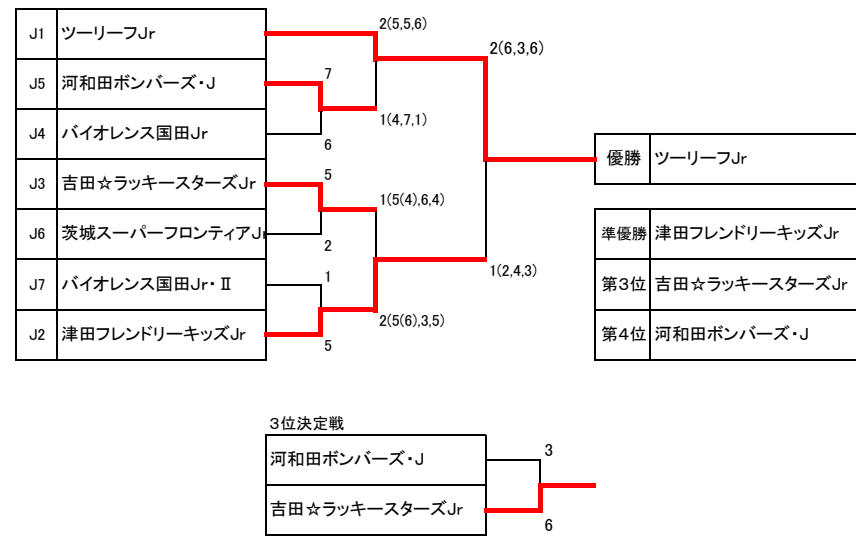 J1 ツーリーフJr
2(5,5,6)
2(6,3,6)
J5 河和田ボンバーズ・J
7
1(4,7,1)
J4 バイオレンス国田Jr
6
優勝 ツーリーフJr
J3 吉田☆ラッキースターズJr
5
1(5(4),6,4)
J6 茨城スーパーフロンティアJr
2
準優勝 津田フレンドリーキッズJr
J7 バイオレンス国田Jr・Ⅱ
1
1(2,4,3)
第3位 吉田☆ラッキースターズJr
J2 津田フレンドリーキッズJr
5
2(5(6),3,5)
第4位 河和田ボンバーズ・J
3位決定戦
河和田ボンバーズ・J
3
吉田☆ラッキースターズJr
6